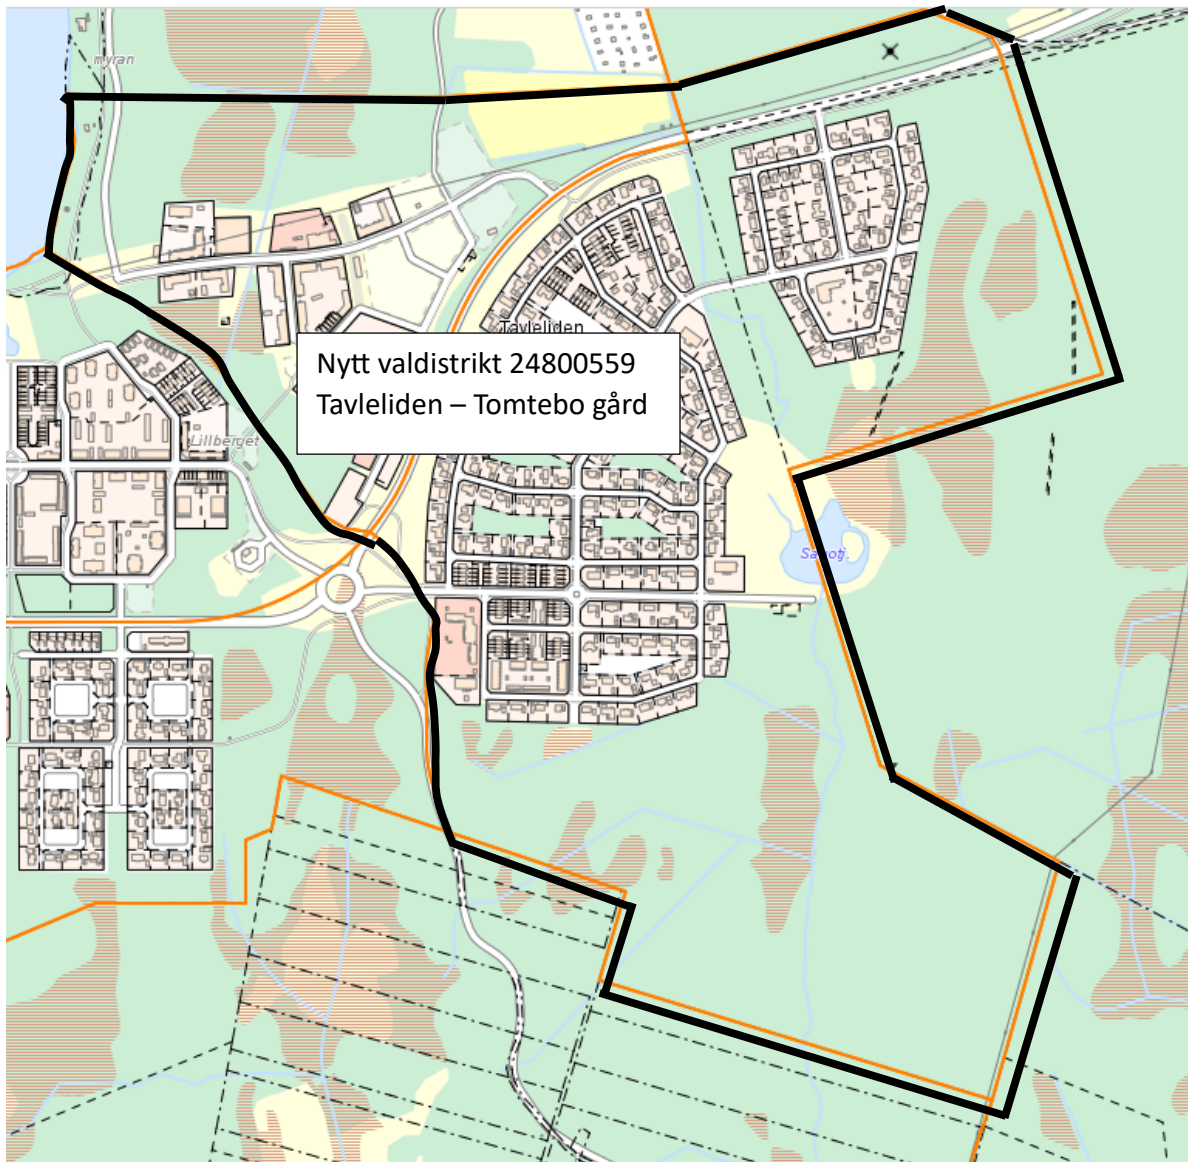 myran
Tavleliden
Nytt valdistrikt 24800559
Tavleliden – Tomtebo gård
Lillberget